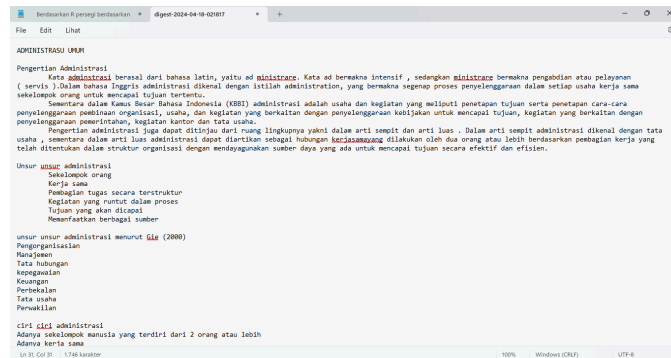 Berdasarkan R persegi berdasarkan
digest-2024-04-18-021817
File Edit Lihat
ADMINISTRASU UMUM
Pengertian Administrasi
Kata adminstrasi berasal dari bahasa latin, yaitu ad ministrare. Kata ad bermakna intensif , sedangkan ministrare bermakna pengabdian atau pelayanan
( servis ).Dalam bahasa Inggris administrasi dikenal dengan istilah administration, yang bermakna segenap proses penyelenggaraan dalam setiap usaha kerja sama
sekelompok orang untuk mencapai tujuan tertentu.
Sementara dalam Kamus Besar Bahasa Indonesia (KBBI) administrasi adalah usaha dan kegiatan yang meliputi penetapan tujuan serta penetapan cara-cara
penyelenggaraan pembinaan organisasi, usaha, dan kegiatan yang berkaitan dengan penyelenggaraan kebijakan untuk mencapai tujuan, kegiatan yang berkaitan dengan
penyelenggaraan pemerintahan, kegiatan kantor dan tata usaha.
Pengertian administrasi juga dapat ditinjau dari ruang lingkupnya yakni dalam arti sempit dan arti luas . Dalam arti sempit administrasi dikenal dengan tata
usaha , sementara dalam arti luas administrasi dapat diartikan sebagai hubungan kerjasamayang dilakukan oleh dua orang atau lebih berdasarkan pembagian kerja yang
telah ditentukan dalam struktur organisasi dengan mendayagunakan sumber daya yang ada untuk mencapai tujuan secara efektif dan efisien.
Unsur unsur administrasi
Sekelompok orang
Kerja sama
Pembagian tugas secara terstruktur
Kegiatan yang runtut dalam proses
Tujuan yang akan dicapai
Memanfaatkan berbagai sumber
unsur unsur administrasi menurut Gie (2000)
Pengorganisasian
Manajemen
Tata hubungan
kepegawaian
Keuangan
Perbekalan
Tata usaha
Perwakilan
ciri ciri administrasi
Adanya sekelompok manusia yang terdiri dari 2 orang atau lebih
Adanya kerja sama
Ln 31, Col 31 1.746 karakter 100% Windows (CRLF) UTF-8